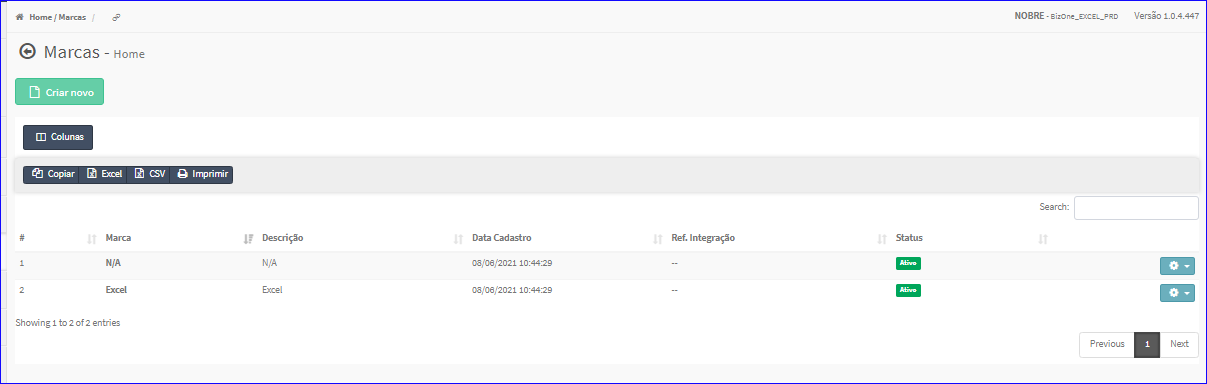 Home / Marcas /
NOBRE - BizOne_EXCEL_PRD Versão 1.0.4.447
Marcas - Home
Criar novo
Colunas
Copiar Excel CSV Imprimir
Search:
# Marca Descrição Data Cadastro Ref. Integração Status
1 N/A N/A 08/06/2021 10:44:29 -- Ativo
2 Excel Excel 08/06/2021 10:44:29 -- Ativo
Showing 1 to 2 of 2 entries
Previous 1 Next